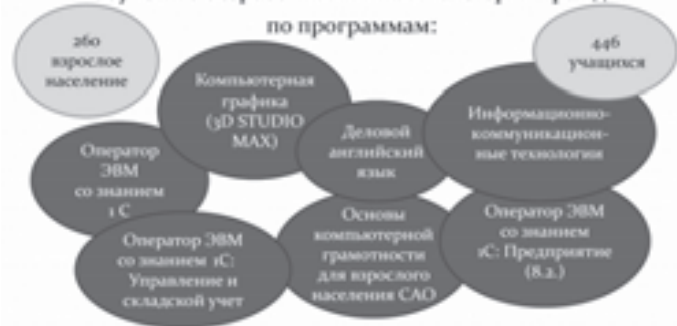 по программам:
260
взрослое
население
446
учащихся
Компьютерная
графика
(3D STUDIO
MAX)
Деловой
английский
язык
Информационно-
коммуникацион-
ные технологии
Оператор
ЭВМ
со знанием
1 С
Оператор ЭВМ
со знанием 1С:
Управление и
складской учет
Основы
компьютерной
грамотности
для взрослого
населения САО
Оператор ЭВМ
со знанием
1С: Предприятие
(8.2.)